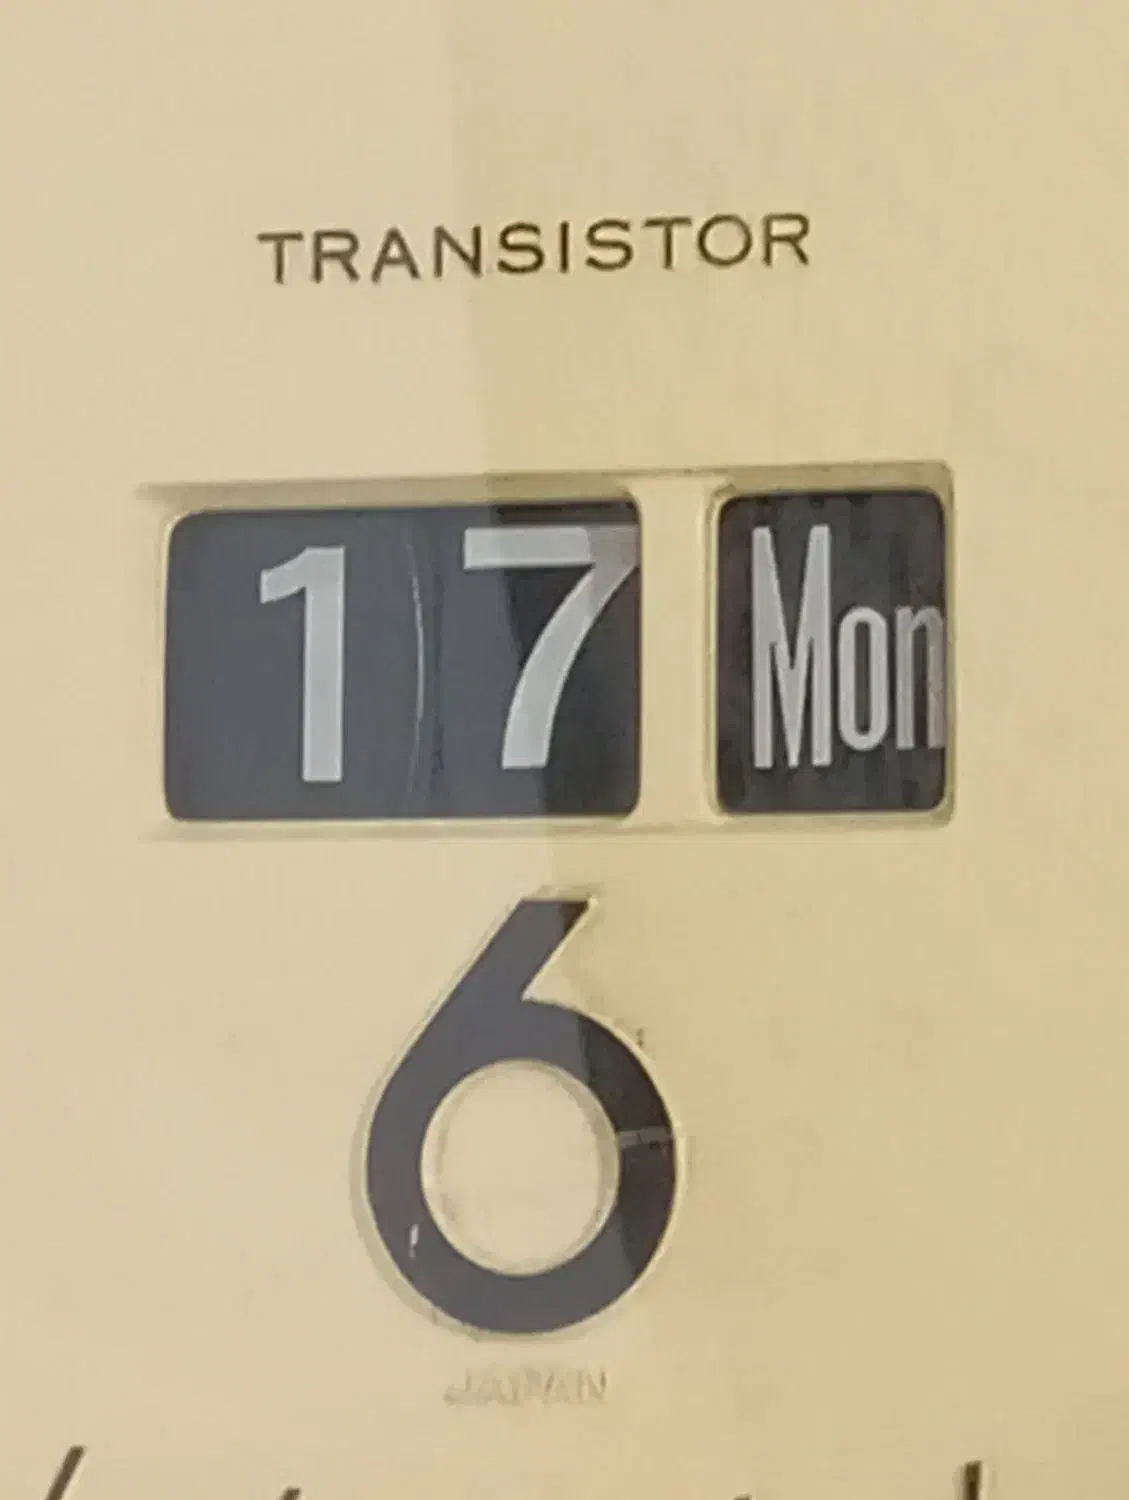 TRANSISTOR
17 Mon
6
JAPAN